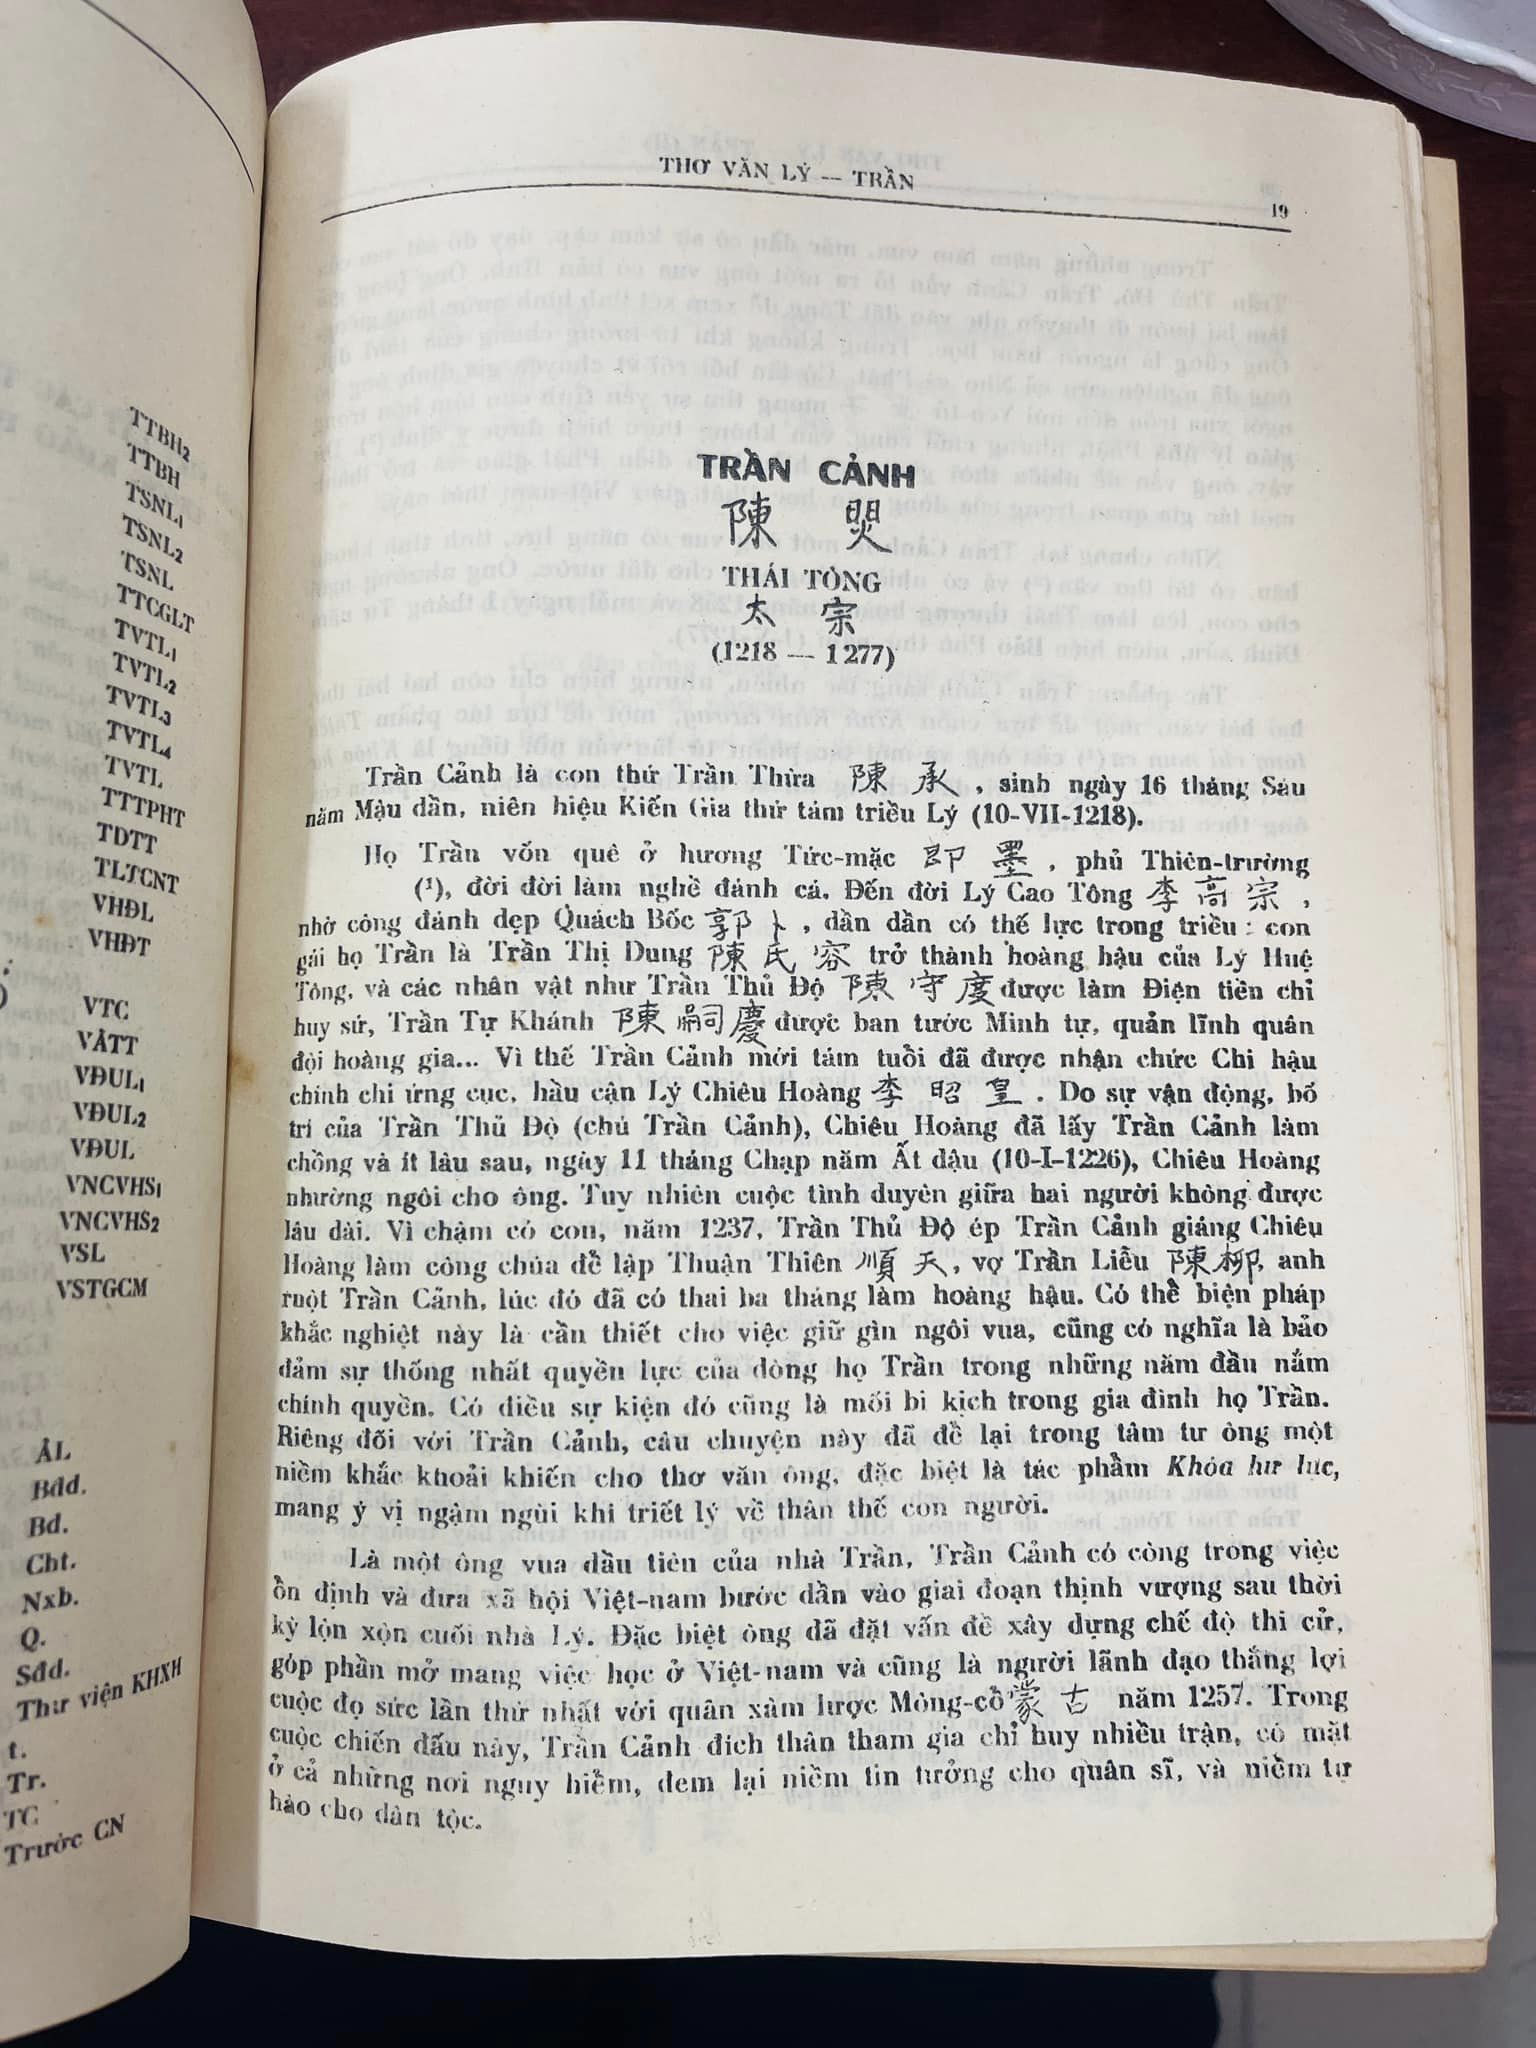 TTBH2
TTBH
TSNL1
TSNL2
TSNL
TTCGLT
TVTL1
TVTL2
TVTL3
TVTL4
TVTL
TTTPHT
TDTT
TLTCNT
VHĐL
VHĐT
VTC
VÂTT
VĐUL1
VĐUL2
VĐUL
VNCVHS1
VNCVHS2
VSL
VSTGCM
ÂL
Bđd.
Bd.
Cht.
Nxb.
Q.
Sđd.
Thư viện KHXH
t.
Tr.
TC
Trước CN
THƠ VĂN LÝ — TRẦN
19
TRẦN CẢNH
陳 煚
THÁI TÔNG
太 宗
(1218 — 1277)
Trần Cảnh là con thứ Trần Thừa 陳 承, sinh ngày 16 tháng Sáu
năm Mậu dần, niên hiệu Kiến Gia thứ tám triều Lý (10-VII-1218).
Họ Trần vốn quê ở hương Tức-mặc 即 墨, phủ Thiên-trường
(¹), đời đời làm nghề đánh cá. Đến đời Lý Cao Tông 李 高 宗,
nhờ công đánh dẹp Quách Bốc 郭 卜, dần dần có thế lực trong triều: con
gái họ Trần là Trần Thị Dung 陳 氏 容 trở thành hoàng hậu của Lý Huệ
Tông, và các nhân vật như Trần Thủ Độ 陳 守 度 được làm Điện tiền chỉ
huy sứ, Trần Tự Khánh 陳 嗣 慶 được ban tước Minh tự, quản lĩnh quân
đội hoàng gia... Vì thế Trần Cảnh mới tám tuổi đã được nhận chức Chi hậu
chính chi ứng cục, hầu cận Lý Chiêu Hoàng 李 昭 皇. Do sự vận động, bố
trí của Trần Thủ Độ (chú Trần Cảnh), Chiêu Hoàng đã lấy Trần Cảnh làm
chồng và ít lâu sau, ngày 11 tháng Chạp năm Ất dậu (10-I-1226), Chiêu Hoàng
nhường ngôi cho ông. Tuy nhiên cuộc tình duyên giữa hai người không được
lâu dài. Vì chậm có con, năm 1237, Trần Thủ Độ ép Trần Cảnh giáng Chiêu
Hoàng làm công chúa để lập Thuận Thiên 順 天, vợ Trần Liễu 陳 柳, anh
ruột Trần Cảnh, lúc đó đã có thai ba tháng làm hoàng hậu. Có thể biện pháp
khắc nghiệt này là cần thiết cho việc giữ gìn ngôi vua, cũng có nghĩa là bảo
đảm sự thống nhất quyền lực của dòng họ Trần trong những năm đầu nắm
chính quyền. Có điều sự kiện đó cũng là mối bi kịch trong gia đình họ Trần.
Riêng đối với Trần Cảnh, câu chuyện này đã để lại trong tâm tư ông một
niềm khắc khoải khiến cho thơ văn ông, đặc biệt là tác phẩm Khóa hư lục,
mang ý vị ngậm ngùi khi triết lý về thân thế con người.
Là một ông vua đầu tiên của nhà Trần, Trần Cảnh có công trong việc
ổn định và đưa xã hội Việt-nam bước dần vào giai đoạn thịnh vượng sau thời
kỳ lộn xộn cuối nhà Lý. Đặc biệt ông đã đặt vấn đề xây dựng chế độ thi cử,
góp phần mở mang việc học ở Việt-nam và cũng là người lãnh đạo thắng lợi
cuộc đọ sức lần thứ nhất với quân xâm lược Mông-cổ 蒙 古 năm 1257. Trong
cuộc chiến đấu này, Trần Cảnh đích thân tham gia chỉ huy nhiều trận, có mặt
ở cả những nơi nguy hiểm, đem lại niềm tin tưởng cho quân sĩ, và niềm tự
hào cho dân tộc.